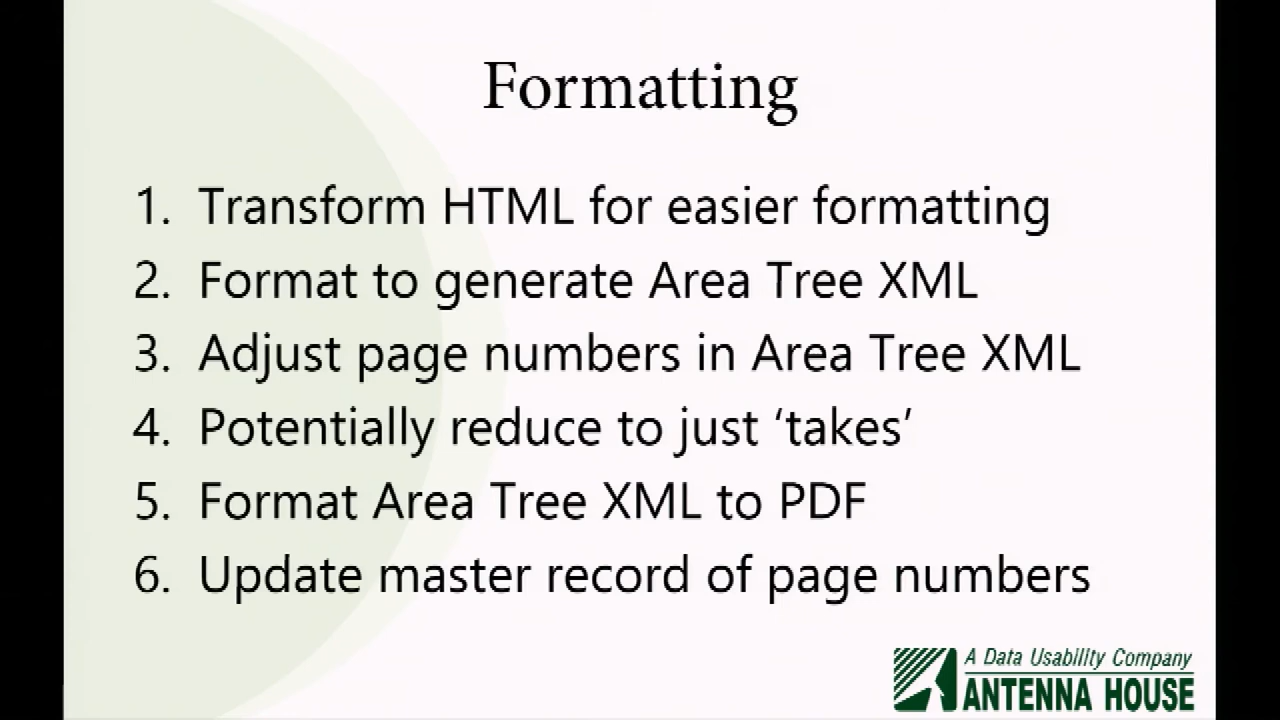 Formatting
1. Transform HTML for easier formatting
2. Format to generate Area Tree XML
3. Adjust page numbers in Area Tree XML
4. Potentially reduce to just ‘takes’
5. Format Area Tree XML to PDF
6. Update master record of page numbers
A Data Usability Company
ANTENNA HOUSE